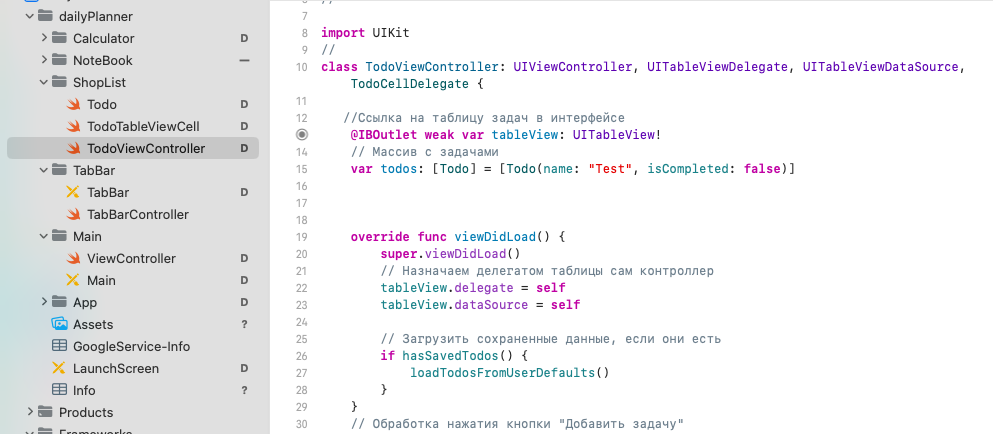 dailyPlanner
Calculator D
NoteBook —
ShopList
Todo D
TodoTableViewCell D
TodoViewController D
TabBar
TabBar D
TabBarController
Main
ViewController D
Main D
App D
Assets ?
GoogleService-Info
LaunchScreen D
Info ?
Products
7
8 import UIKit
9 //
10 class TodoViewController: UIViewController, UITableViewDelegate, UITableViewDataSource,
TodoCellDelegate {
11
12 //Ссылка на таблицу задач в интерфейсе
@IBOutlet weak var tableView: UITableView!
14 // Массив с задачами
15 var todos: [Todo] = [Todo(name: "Test", isCompleted: false)]
16
17
18
19 override func viewDidLoad() {
20 super.viewDidLoad()
21 // Назначаем делегатом таблицы сам контроллер
22 tableView.delegate = self
23 tableView.dataSource = self
24
25 // Загрузить сохраненные данные, если они есть
26 if hasSavedTodos() {
27 loadTodosFromUserDefaults()
28 }
29 }
30 // Обработка нажатия кнопки "Добавить задачу"